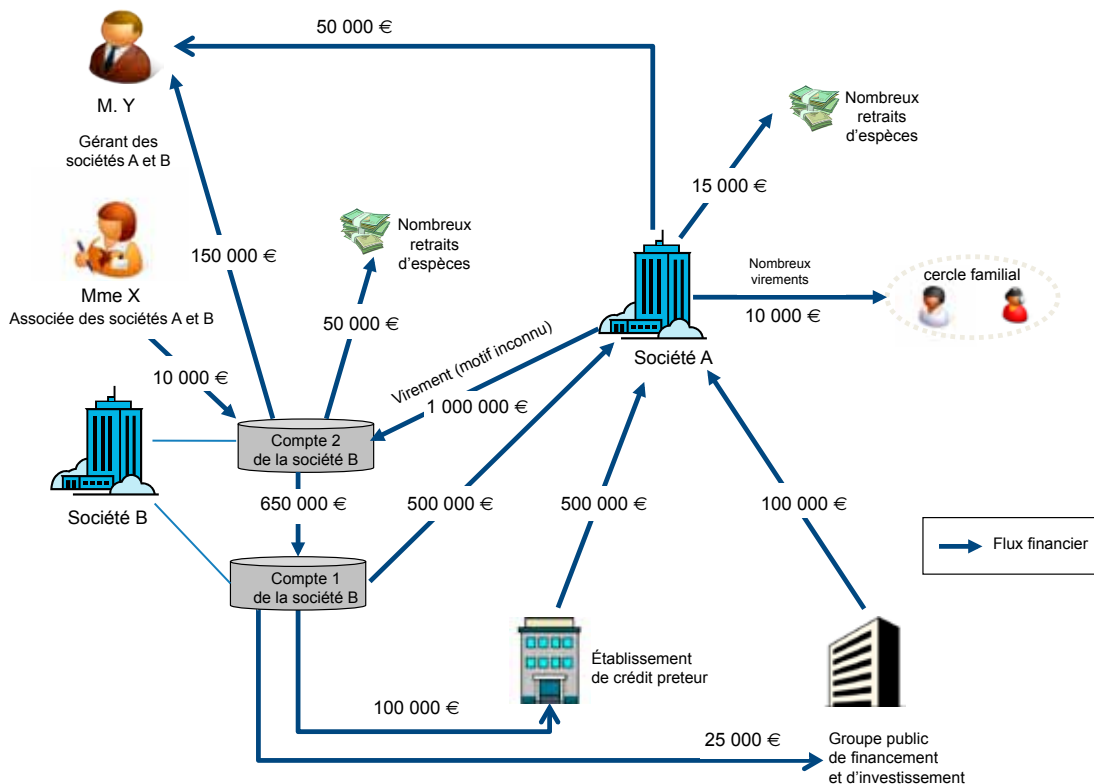 50 000 €
M. Y
Gérant des
sociétés A et B
Nombreux
retraits
d'espèces
15 000 €
Nombreux
retraits
d'espèces
150 000 €
Mme X
Associée des sociétés A et B
50 000 €
Nombreux
virements
cercle familial
10 000 €
Société A
10 000 €
Virement (motif inconnu)
1 000 000 €
Compte 2
de la société B
Société B
650 000 €
500 000 €
500 000 €
100 000 €
Flux financier
Compte 1
de la société B
Établissement
de crédit preteur
100 000 €
25 000 €
Groupe public
de financement
et d'investissement